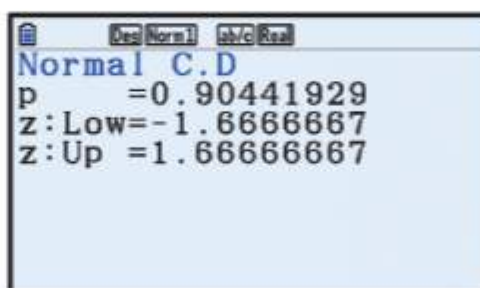 Deg Norm1 ab/c Real
Normal C.D
p =0.90441929
z:Low=-1.6666667
z:Up =1.66666667